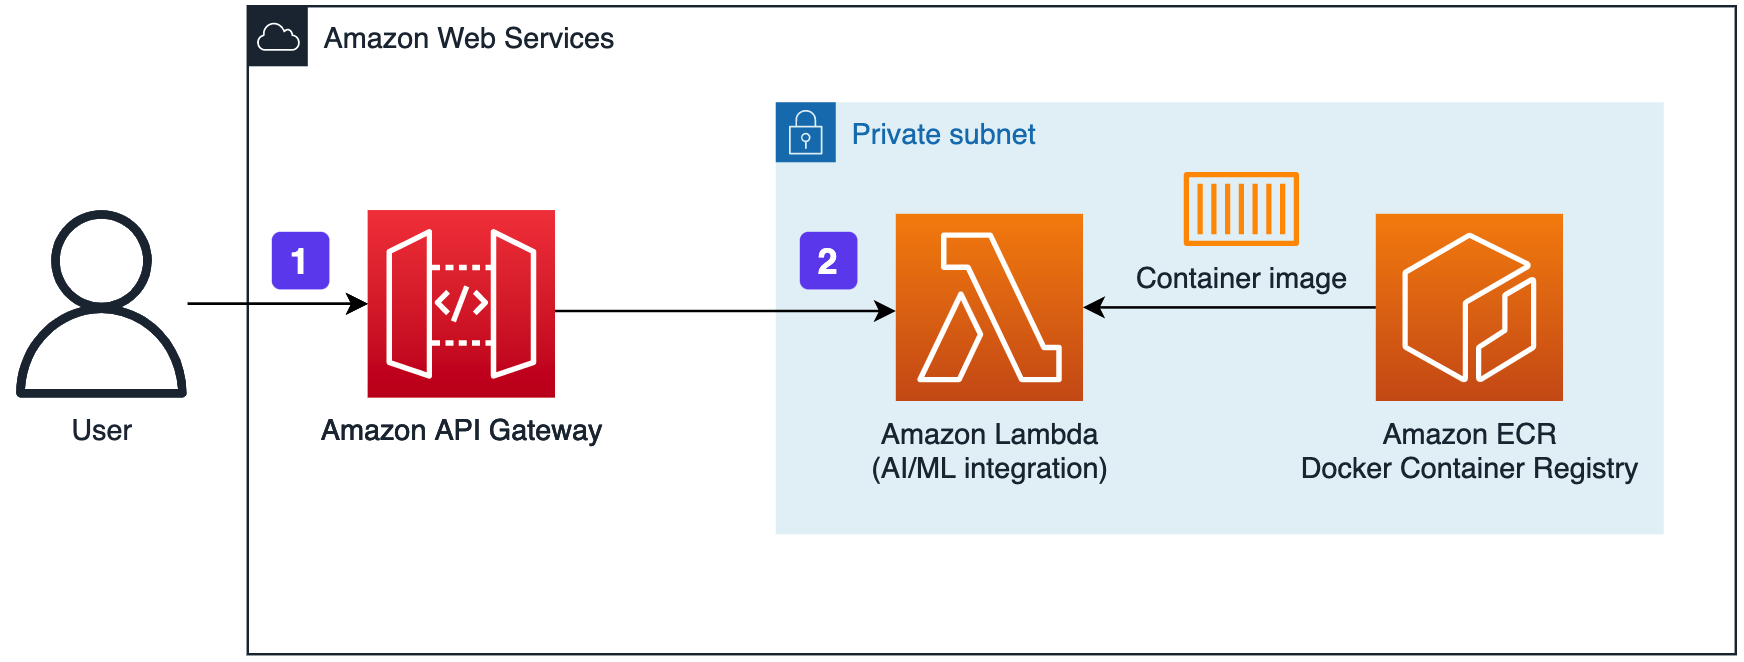 Amazon Web Services
Private subnet
1
</>
2
Container image
User
Amazon API Gateway
Amazon Lambda
(AI/ML integration)
Amazon ECR
Docker Container Registry